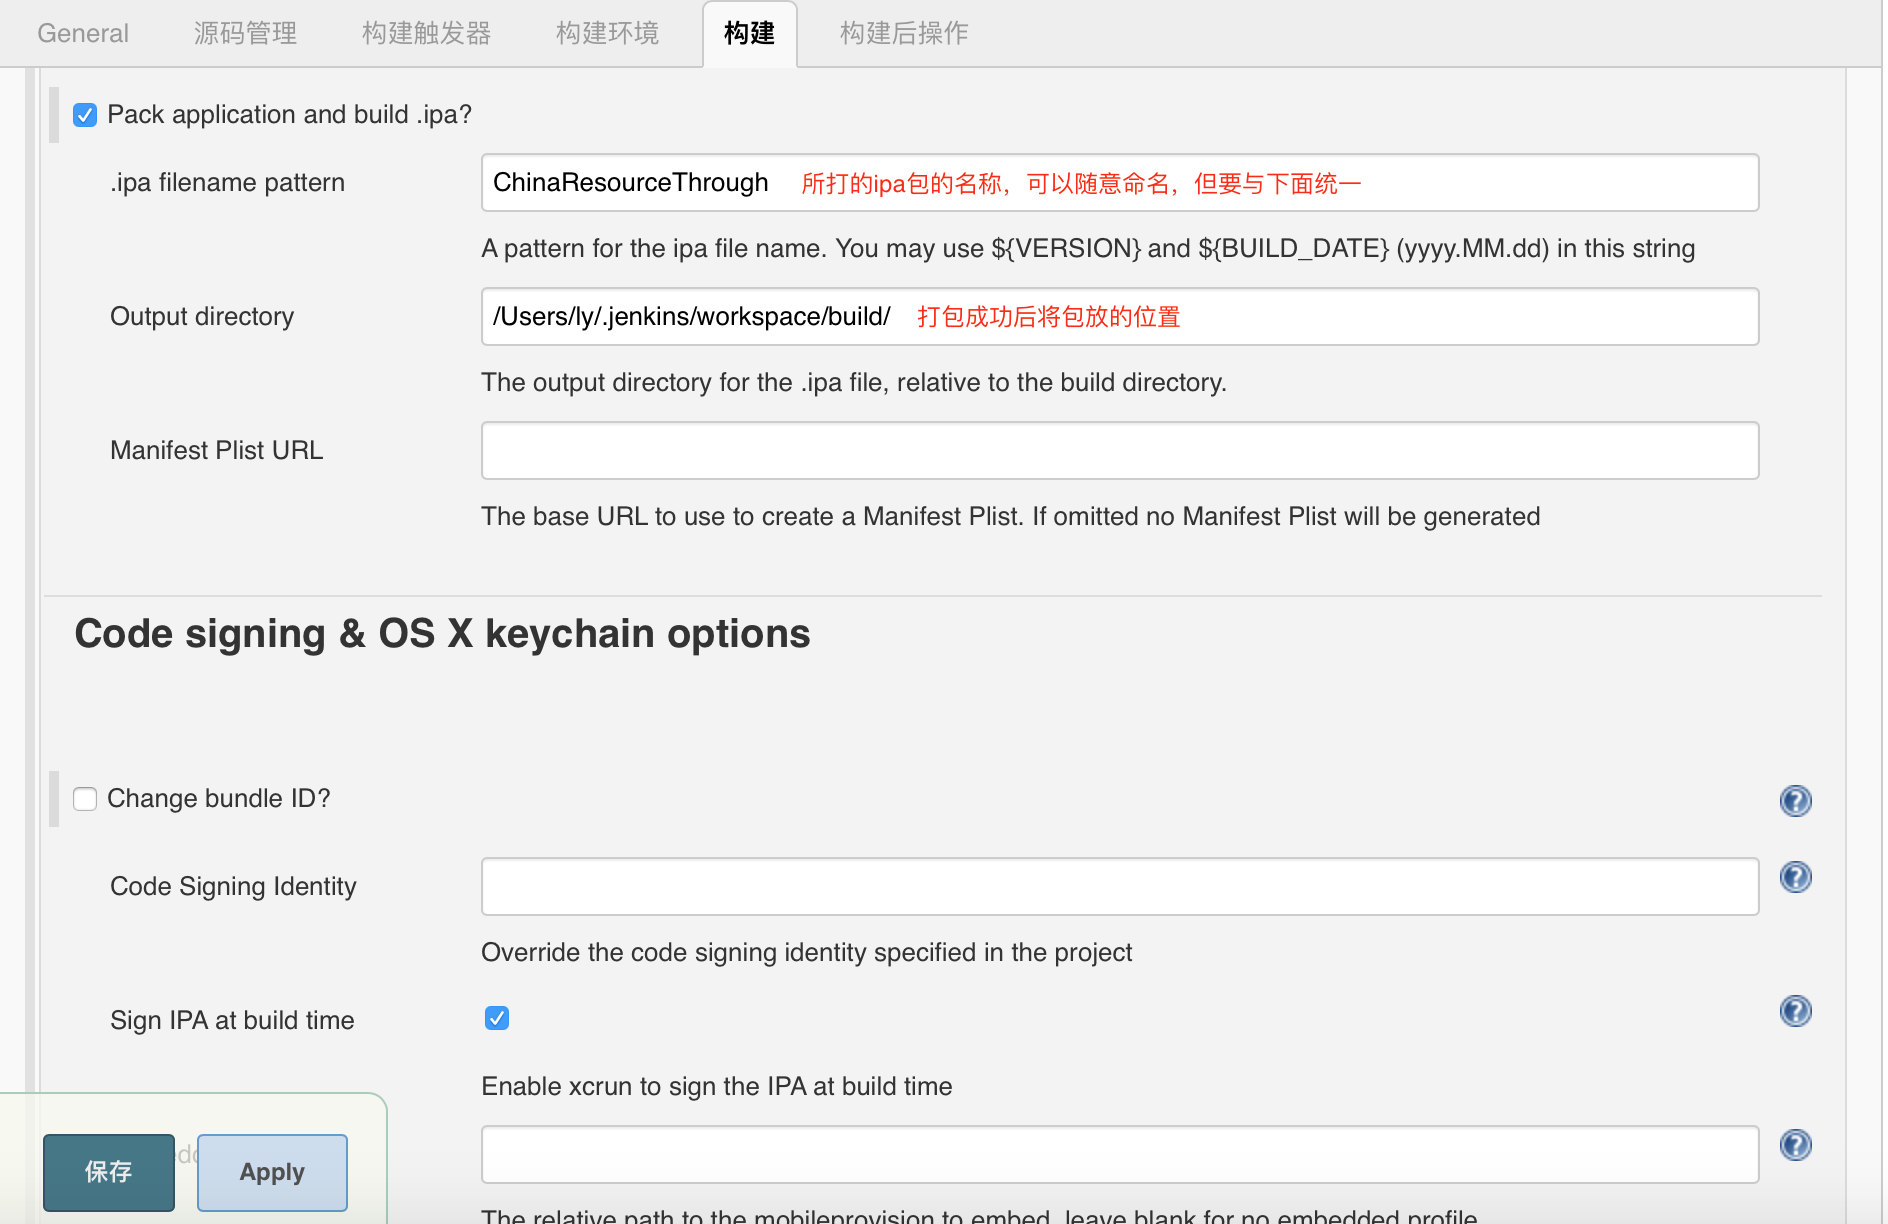 General 源码管理 构建触发器 构建环境 构建 构建后操作
Pack application and build .ipa?
.ipa filename pattern ChinaResourceThrough 所打的ipa包的名称，可以随意命名，但要与下面统一
A pattern for the ipa file name. You may use ${VERSION} and ${BUILD_DATE} (yyyy.MM.dd) in this string
Output directory /Users/ly/.jenkins/workspace/build/ 打包成功后将包放的位置
The output directory for the .ipa file, relative to the build directory.
Manifest Plist URL
The base URL to use to create a Manifest Plist. If omitted no Manifest Plist will be generated
Code signing & OS X keychain options
Change bundle ID?
Code Signing Identity
Override the code signing identity specified in the project
Sign IPA at build time
Enable xcrun to sign the IPA at build time
保存 Apply
The relative path to the mobileprovision to embed, leave blank for no embedded profile